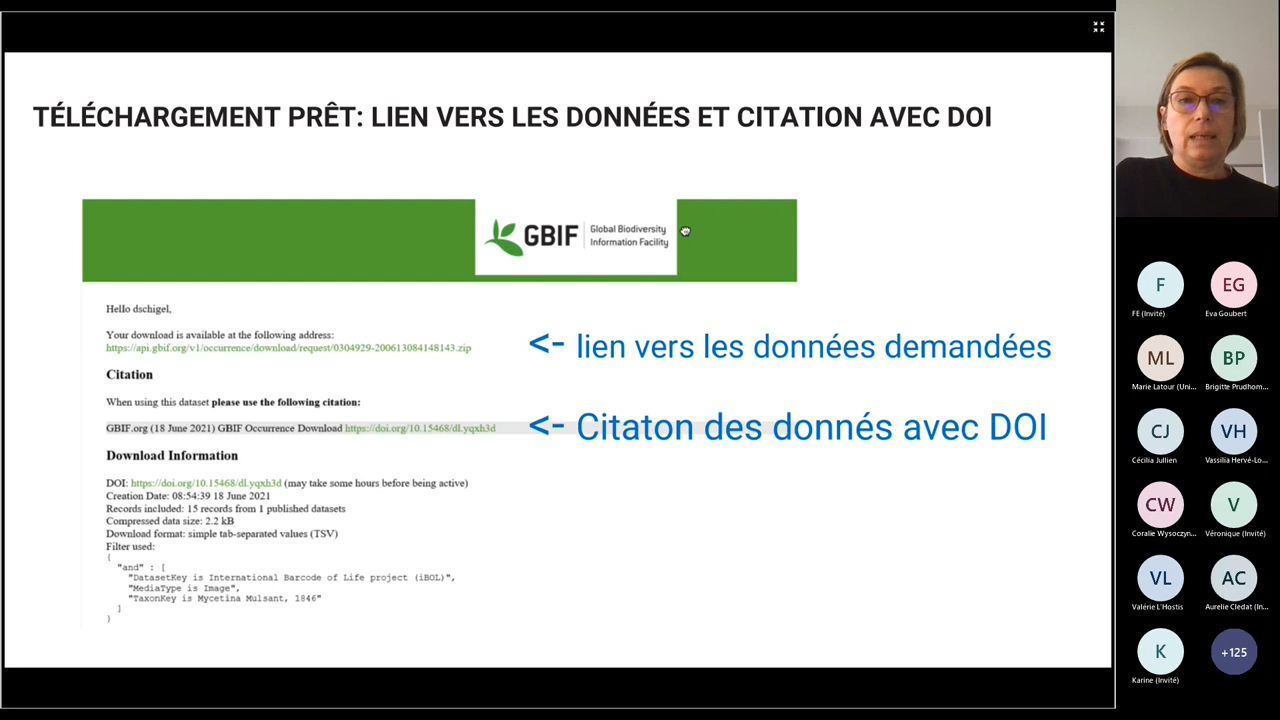 TÉLÉCHARGEMENT PRÊT: LIEN VERS LES DONNÉES ET CITATION AVEC DOI
GBIF
Global Biodiversity
Information Facility
Hello dschigel,
Your download is available at the following address:
https://api.gbif.org/v1/occurrence/download/request/0304929-200613084148143.zip
<- lien vers les données demandées
Citation
When using this dataset please use the following citation:
GBIF.org (18 June 2021) GBIF Occurrence Download https://doi.org/10.15468/dl.yqxh3d
<- Citaton des donnés avec DOI
Download Information
DOI: https://doi.org/10.15468/dl.yqxh3d (may take some hours before being active)
Creation Date: 08:54:39 18 June 2021
Records included: 15 records from 1 published datasets
Compressed data size: 2.2 kB
Download format: simple tab-separated values (TSV)
Filter used:
{
"and" : [
"DatasetKey is International Barcode of Life project (iBOL)",
"MediaType is Image",
"TaxonKey is Mycetina Mulsant, 1846"
]
}
F
FE (Invité)
EG
Eva Goubert
ML
Marie Latour (Uni...
BP
Brigitte Prudhom...
CJ
Cécilia Jullien
VH
Vassilia Hervé-Lo...
CW
Coralie Wysoczyn...
V
Véronique (Invité)
VL
Valérie L'Hostis
AC
Aurelie Cledat (In...
K
Karine (Invité)
+125